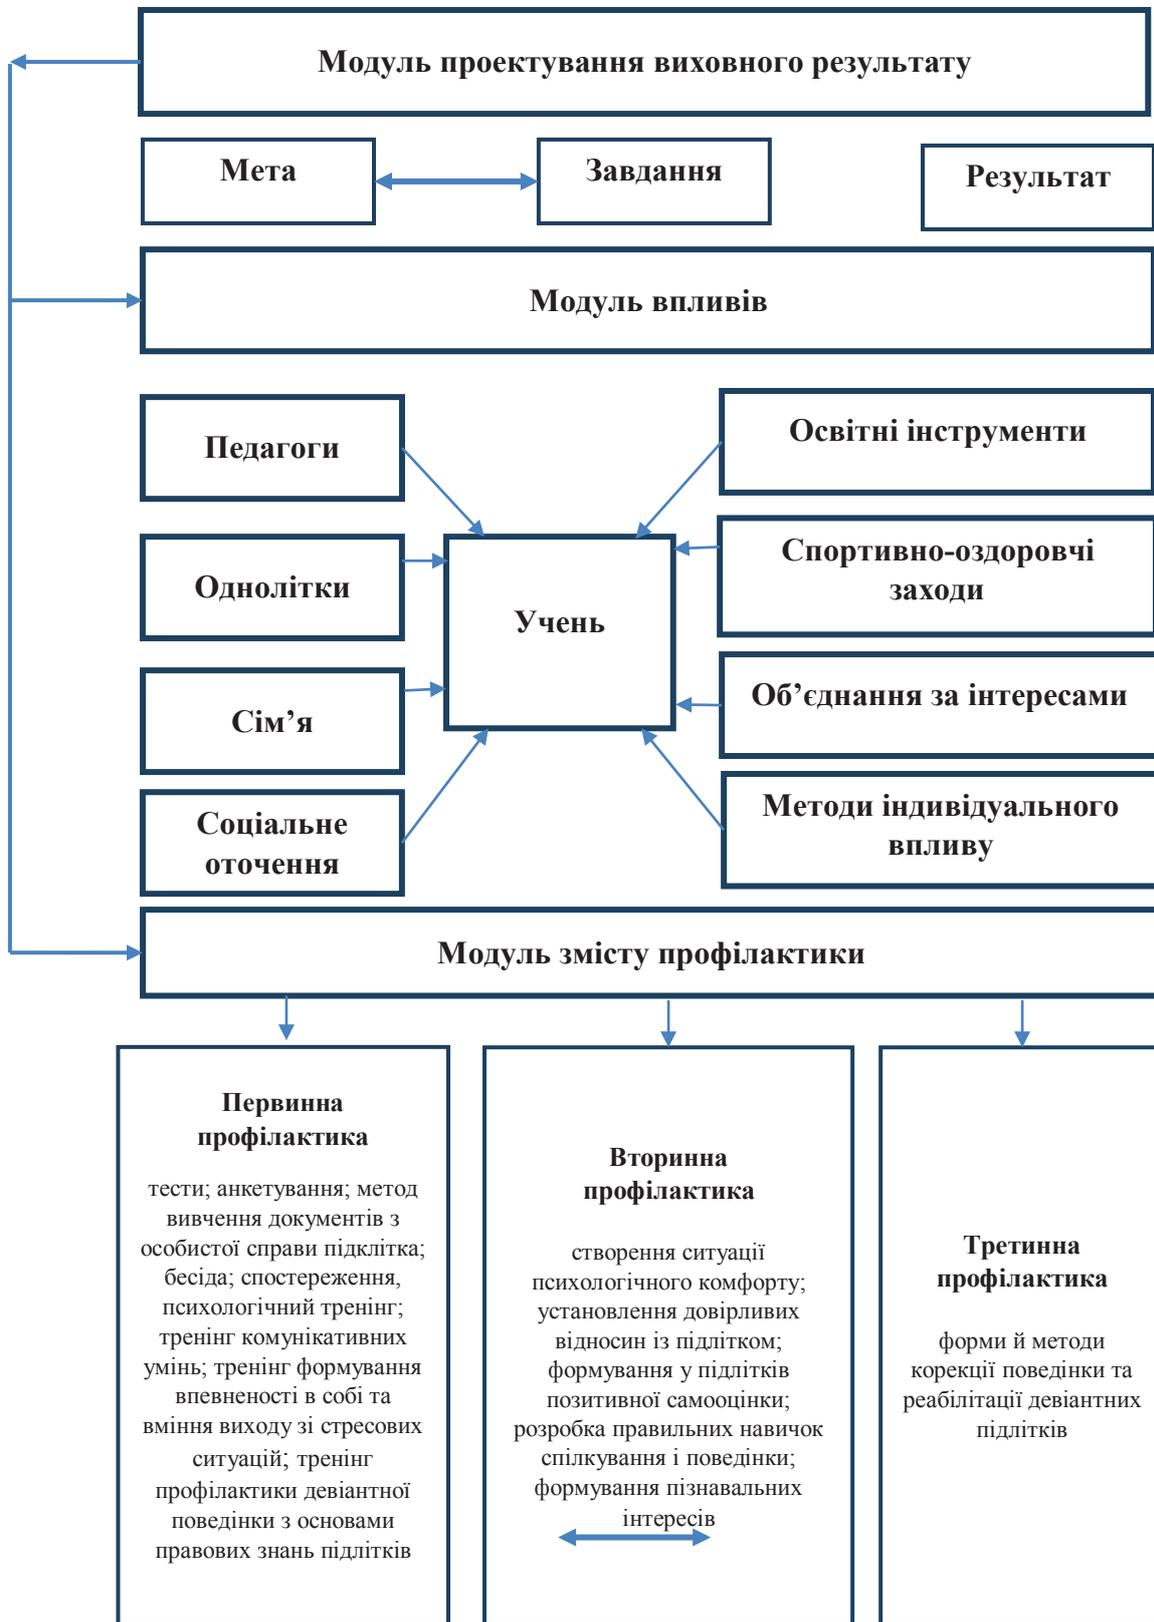 Модуль проектування виховного результату
Мета
Завдання
Результат
Модуль впливів
Педагоги
Освітні інструменти
Однолітки
Спортивно-оздоровчі
заходи
Учень
Сім’я
Об’єднання за інтересами
Соціальне
оточення
Методи індивідуального
впливу
Модуль змісту профілактики
Первинна
профілактика
тести; анкетування; метод
вивчення документів з
особистої справи підклітка;
бесіда; спостереження,
психологічний тренінг;
тренінг комунікативних
умінь; тренінг формування
впевненості в собі та
вміння виходу зі стресових
ситуацій; тренінг
профілактики девіантної
поведінки з основами
правових знань підлітків
Вторинна
профілактика
створення ситуації
психологічного комфорту;
установлення довірливих
відносин із підлітком;
формування у підлітків
позитивної самооцінки;
розробка правильних навичок
спілкування і поведінки;
формування пізнавальних
інтересів
Третинна
профілактика
форми й методи
корекції поведінки та
реабілітації девіантних
підлітків